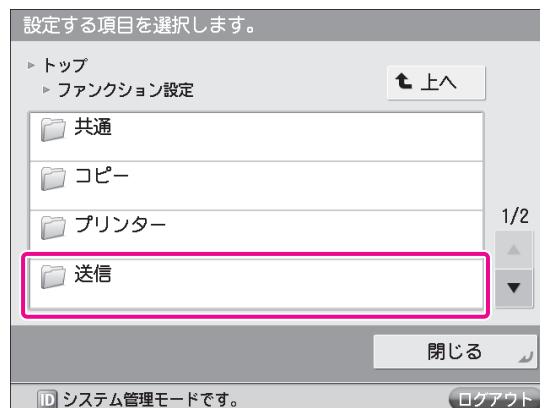 設定する項目を選択します。
トップ
ファンクション設定
上へ
共通
コピー
プリンター
送信
1/2
閉じる
ID システム管理モードです。
ログアウト